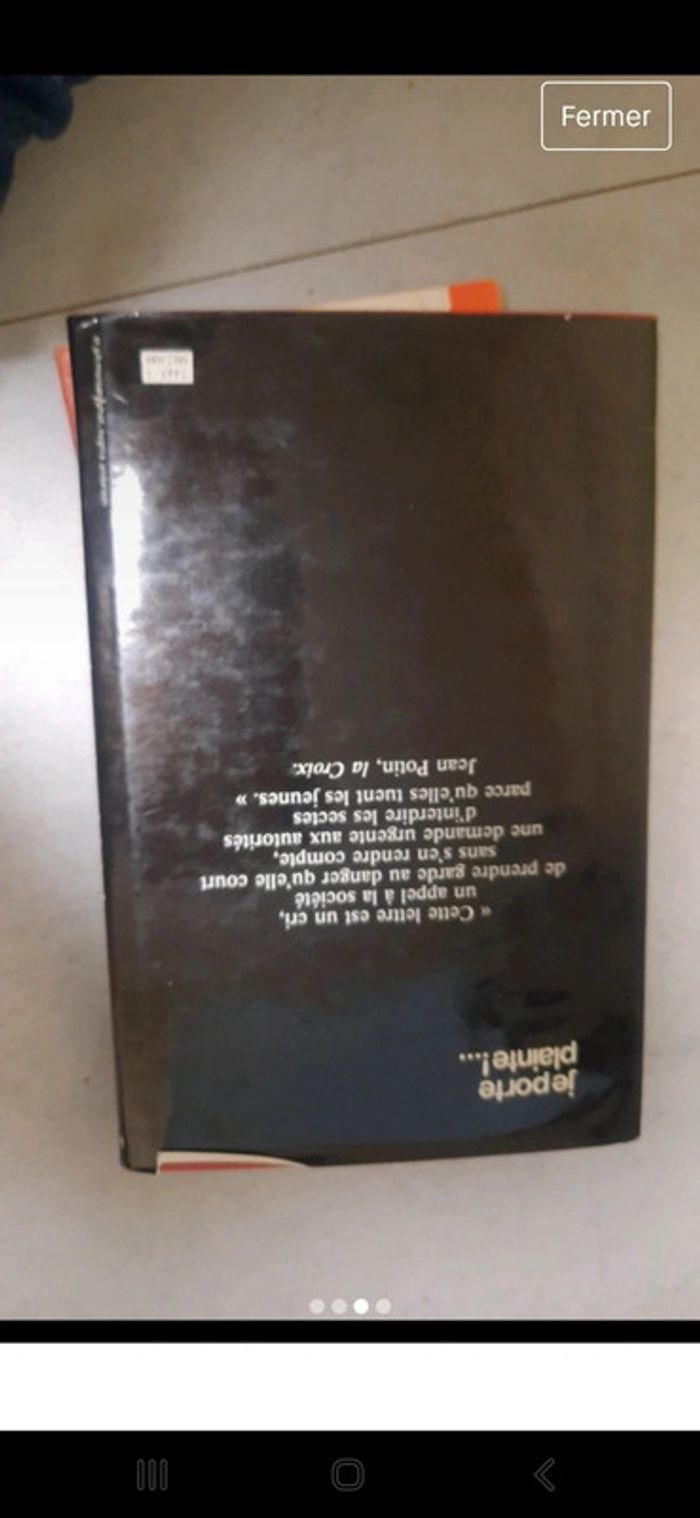 Fermer
je porte
plainte!...
« Cette lettre est un cri,
un appel à la société
de prendre garde au danger qu'elle court
sans s'en rendre compte,
une demande urgente aux autorités
d'interdire les sectes
parce qu'elles tuent les jeunes. »
Jean Potin, la Croix.